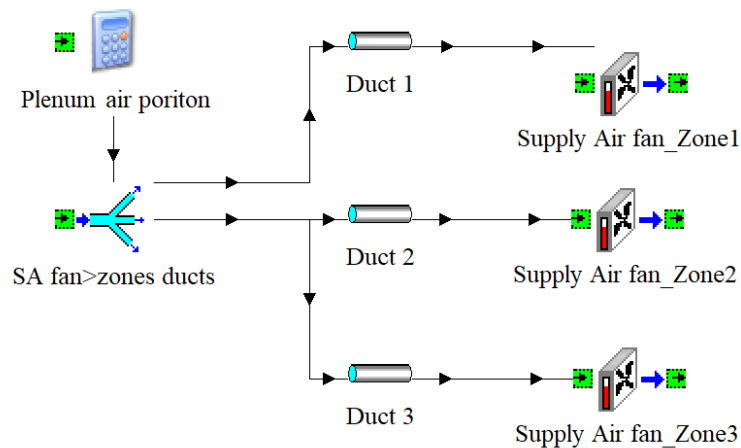 Duct 1
Plenum air poriton
Supply Air fan_Zone1
SA fan>zones ducts
Duct 2
Supply Air fan_Zone2
Duct 3
Supply Air fan_Zone3